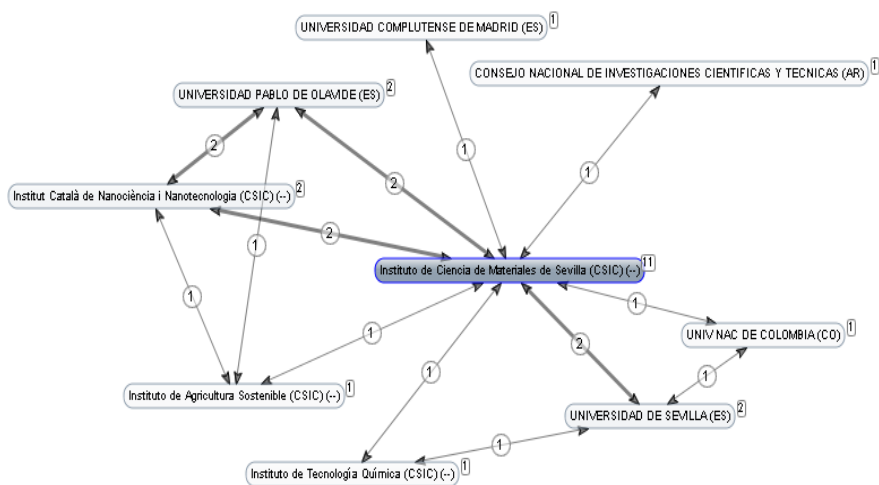 UNIVERSIDAD COMPLUTENSE DE MADRID (ES) 1
CONSEJO NACIONAL DE INVESTIGACIONES CIENTIFICAS Y TECNICAS (AR) 1
UNIVERSIDAD PABLO DE OLAVIDE (ES) 2
2
1
1
2
Institut Català de Nanociència i Nanotecnologia (CSIC) (--) 2
2
1
Instituto de Ciencia de Materiales de Sevilla (CSIC) (--) 11
1
1
1
UNIV NAC DE COLOMBIA (CO) 1
2
1
1
Instituto de Agricultura Sostenible (CSIC) (--) 1
UNIVERSIDAD DE SEVILLA (ES) 2
1
Instituto de Tecnología Química (CSIC) (--) 1